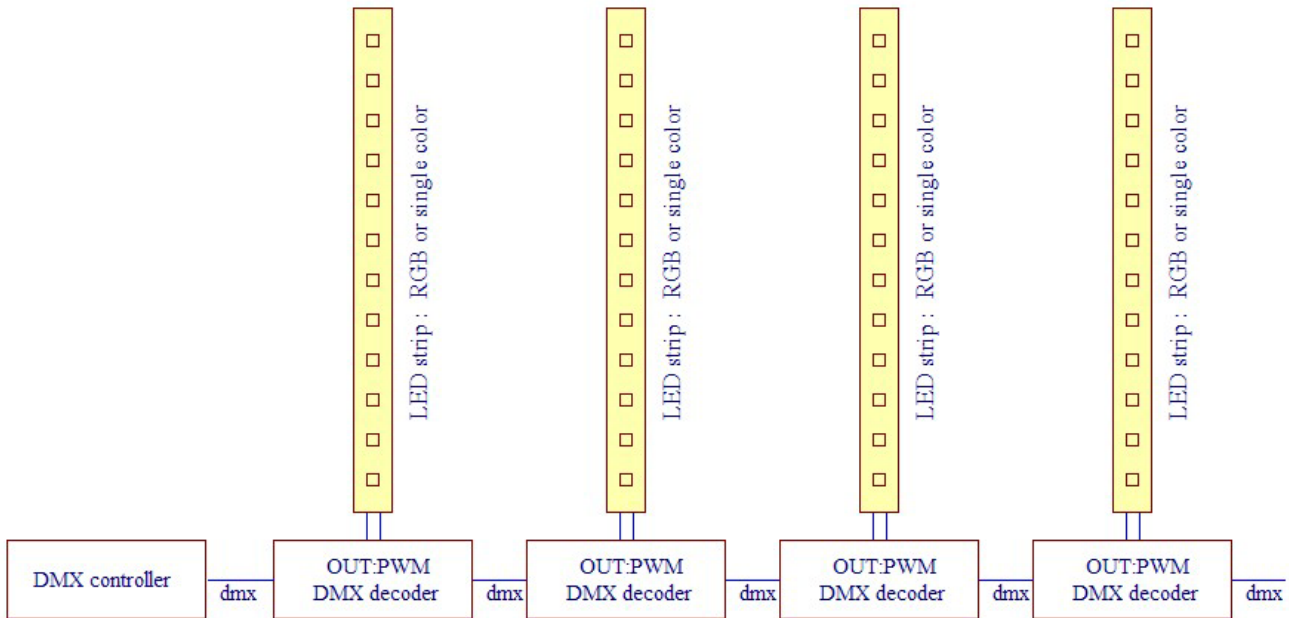 LED strip : RGB or single color
LED strip : RGB or single color
LED strip : RGB or single color
LED strip : RGB or single color
DMX controller
dmx
OUT:PWM
DMX decoder
dmx
OUT:PWM
DMX decoder
dmx
OUT:PWM
DMX decoder
dmx
OUT:PWM
DMX decoder
dmx